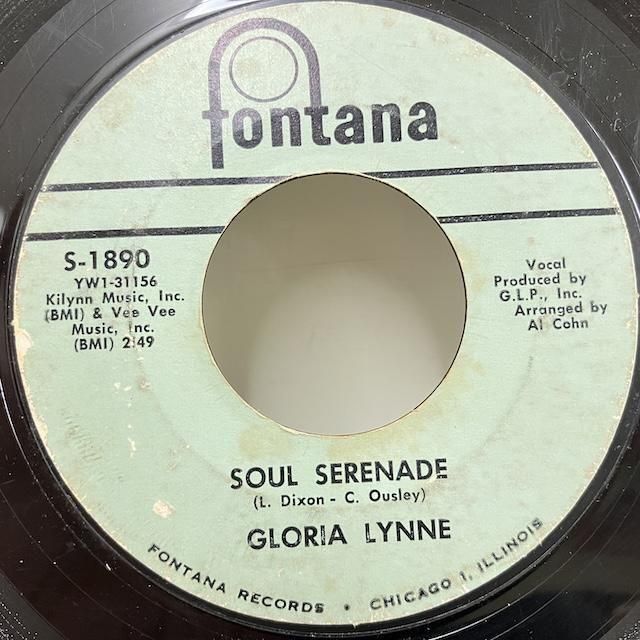 fontana
S-1890
YW1-31156
Kilynn Music, Inc.
(BMI) & Vee Vee
Music, Inc.
(BMI) 2:49
Vocal
Produced by
G.L.P., Inc.
Arranged by
Al Cohn
SOUL SERENADE
(L. Dixon - C. Ousley)
GLORIA LYNNE
FONTANA RECORDS • CHICAGO 1, ILLINOIS